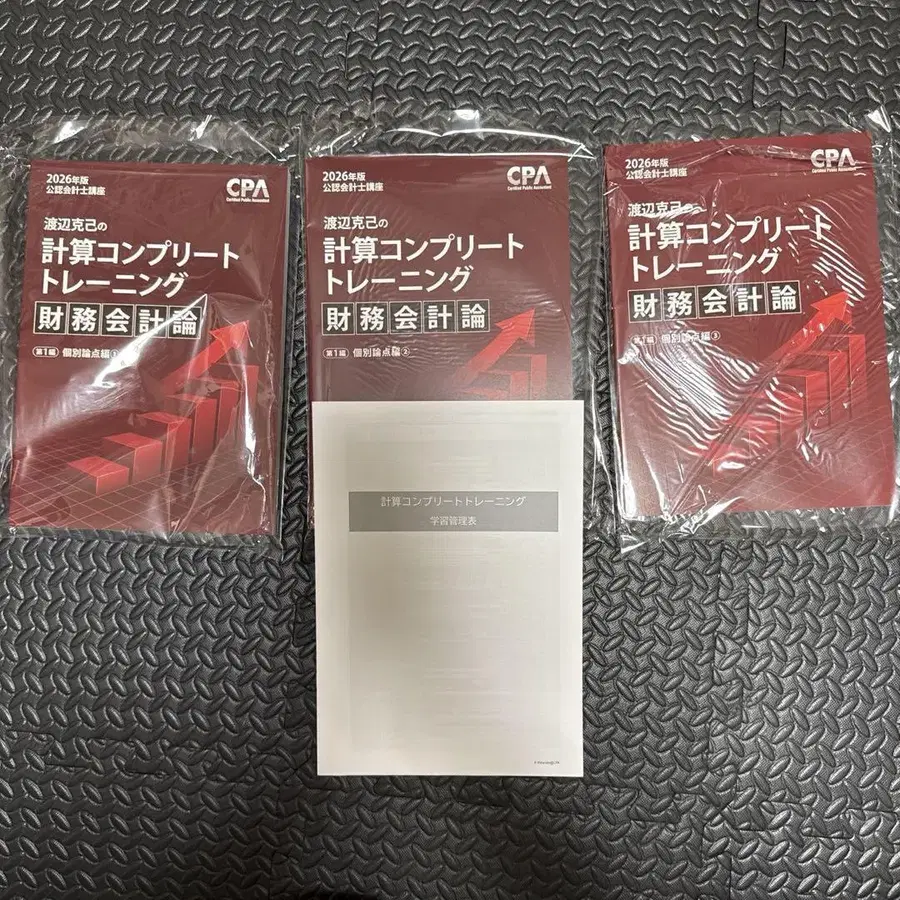 2026年版
公認会計士講座
CPA
Certified Public Accountant
渡辺克己の
計算コンプリート
トレーニング
財務会計論
第1編 個別論点編
2026年版
公認会計士講座
CPA
Certified Public Accountant
渡辺克己の
計算コンプリート
トレーニング
財務会計論
第1編 個別論点編②
2026年版
公認会計士講座
CPA
Certified Public Accountant
渡辺克己の
計算コンプリート
トレーニング
財務会計論
第1編 個別論点編③
計算コンプリートトレーニング
学習管理表